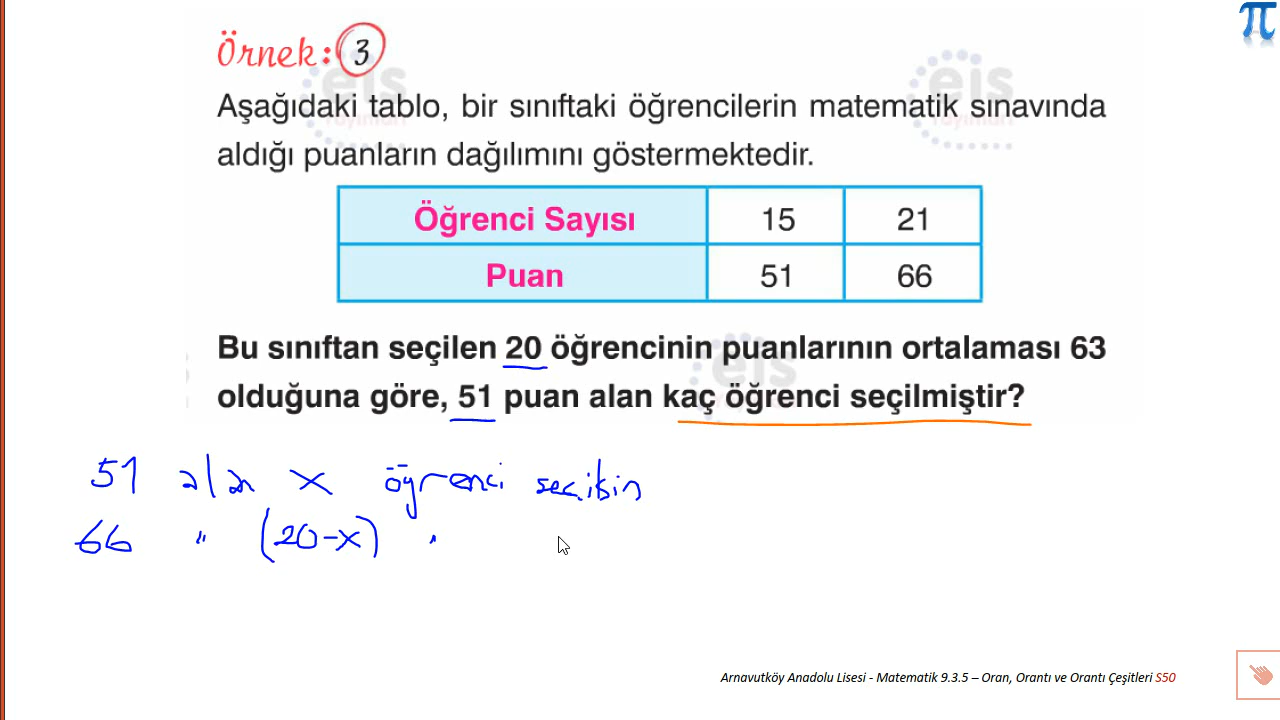 π
Örnek: 3
Aşağıdaki tablo, bir sınıftaki öğrencilerin matematik sınavında
aldığı puanların dağılımını göstermektedir.
Öğrenci Sayısı 15 21
Puan 51 66
Bu sınıftan seçilen 20 öğrencinin puanlarının ortalaması 63
olduğuna göre, 51 puan alan kaç öğrenci seçilmiştir?
51 alan x öğrenci seçilsin
66 " (20-x) "
Arnavutköy Anadolu Lisesi - Matematik 9.3.5 – Oran, Orantı ve Orantı Çeşitleri S50